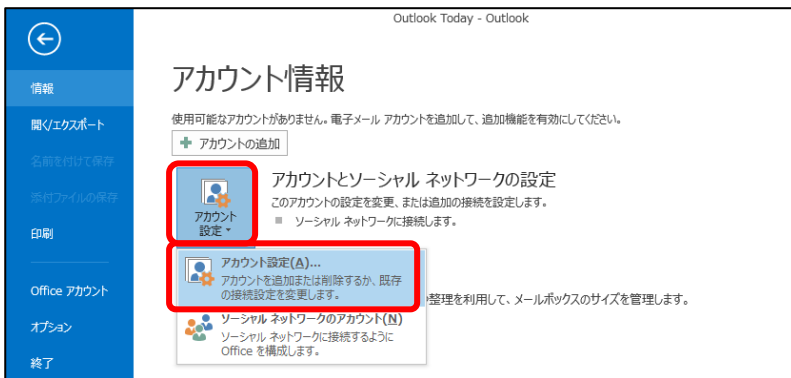 Outlook Today - Outlook
情報
開く/エクスポート
名前を付けて保存
添付ファイルの保存
印刷
Office アカウント
オプション
終了
アカウント情報
使用可能なアカウントがありません。電子メール アカウントを追加して、追加機能を有効にしてください。
アカウントの追加
アカウント
設定
アカウントとソーシャル ネットワークの設定
このアカウントの設定を変更、または追加の接続を設定します。
ソーシャル ネットワークに接続します。
アカウント設定(A)...
アカウントを追加または削除するか、既存
の接続設定を変更します。
整理を利用して、メールボックスのサイズを管理します。
ソーシャル ネットワークのアカウント(N)
ソーシャル ネットワークに接続するように
Office を構成します。